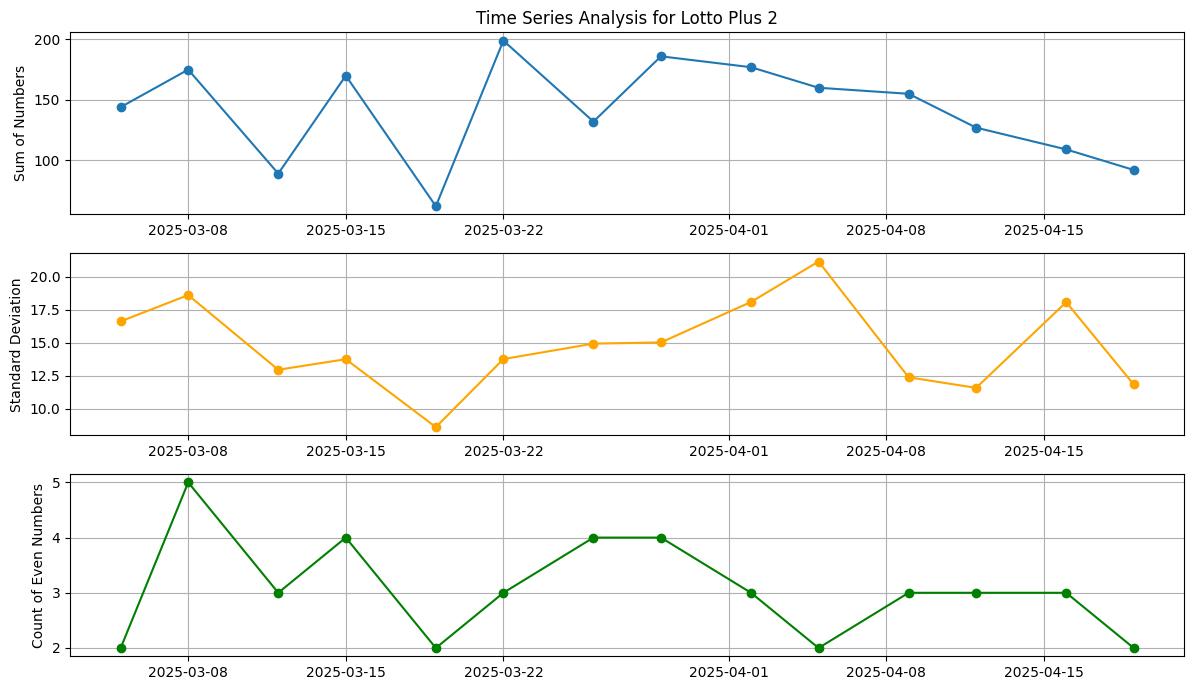 Time Series Analysis for Lotto Plus 2
Sum of Numbers
200
150
100
2025-03-08 2025-03-15 2025-03-22 2025-04-01 2025-04-08 2025-04-15
Standard Deviation
20.0
17.5
15.0
12.5
10.0
2025-03-08 2025-03-15 2025-03-22 2025-04-01 2025-04-08 2025-04-15
Count of Even Numbers
5
4
3
2
2025-03-08 2025-03-15 2025-03-22 2025-04-01 2025-04-08 2025-04-15